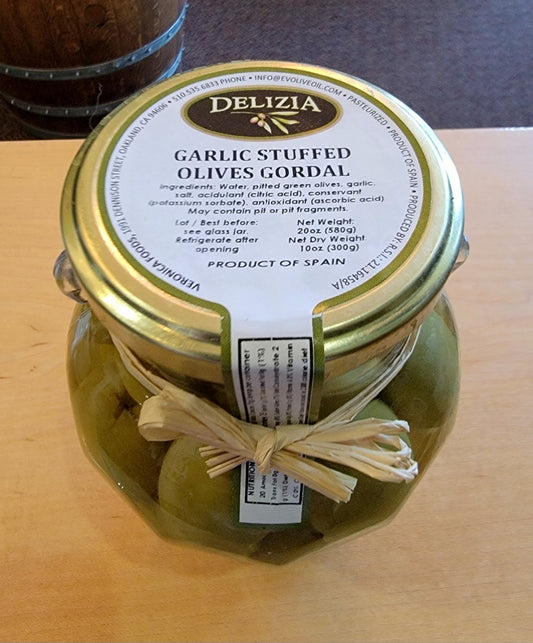 VERONICA FOODS, 1991 DENNISON STREET, OAKLAND, CA 94606 • 510.535.6833 PHONE • INFO@EVOLIVEOIL.COM • PASTEURIZED • PRODUCT OF SPAIN • PRODUCED BY: R.S.I.: 21.16458/A
DELIZIA
GARLIC STUFFED
OLIVES GORDAL
Ingredients: Water, pitted green olives, garlic,
salt, acidulant (citric acid), conservant
(potassium sorbate), antioxidant (ascorbic acid)
May contain pit or pit fragments.
Lot / Best before:
see glass jar.
Refrigerate after
opening
Net Weight:
20oz (580g)
Net Dry Weight
10oz (300g)
PRODUCT OF SPAIN
NUTRITION